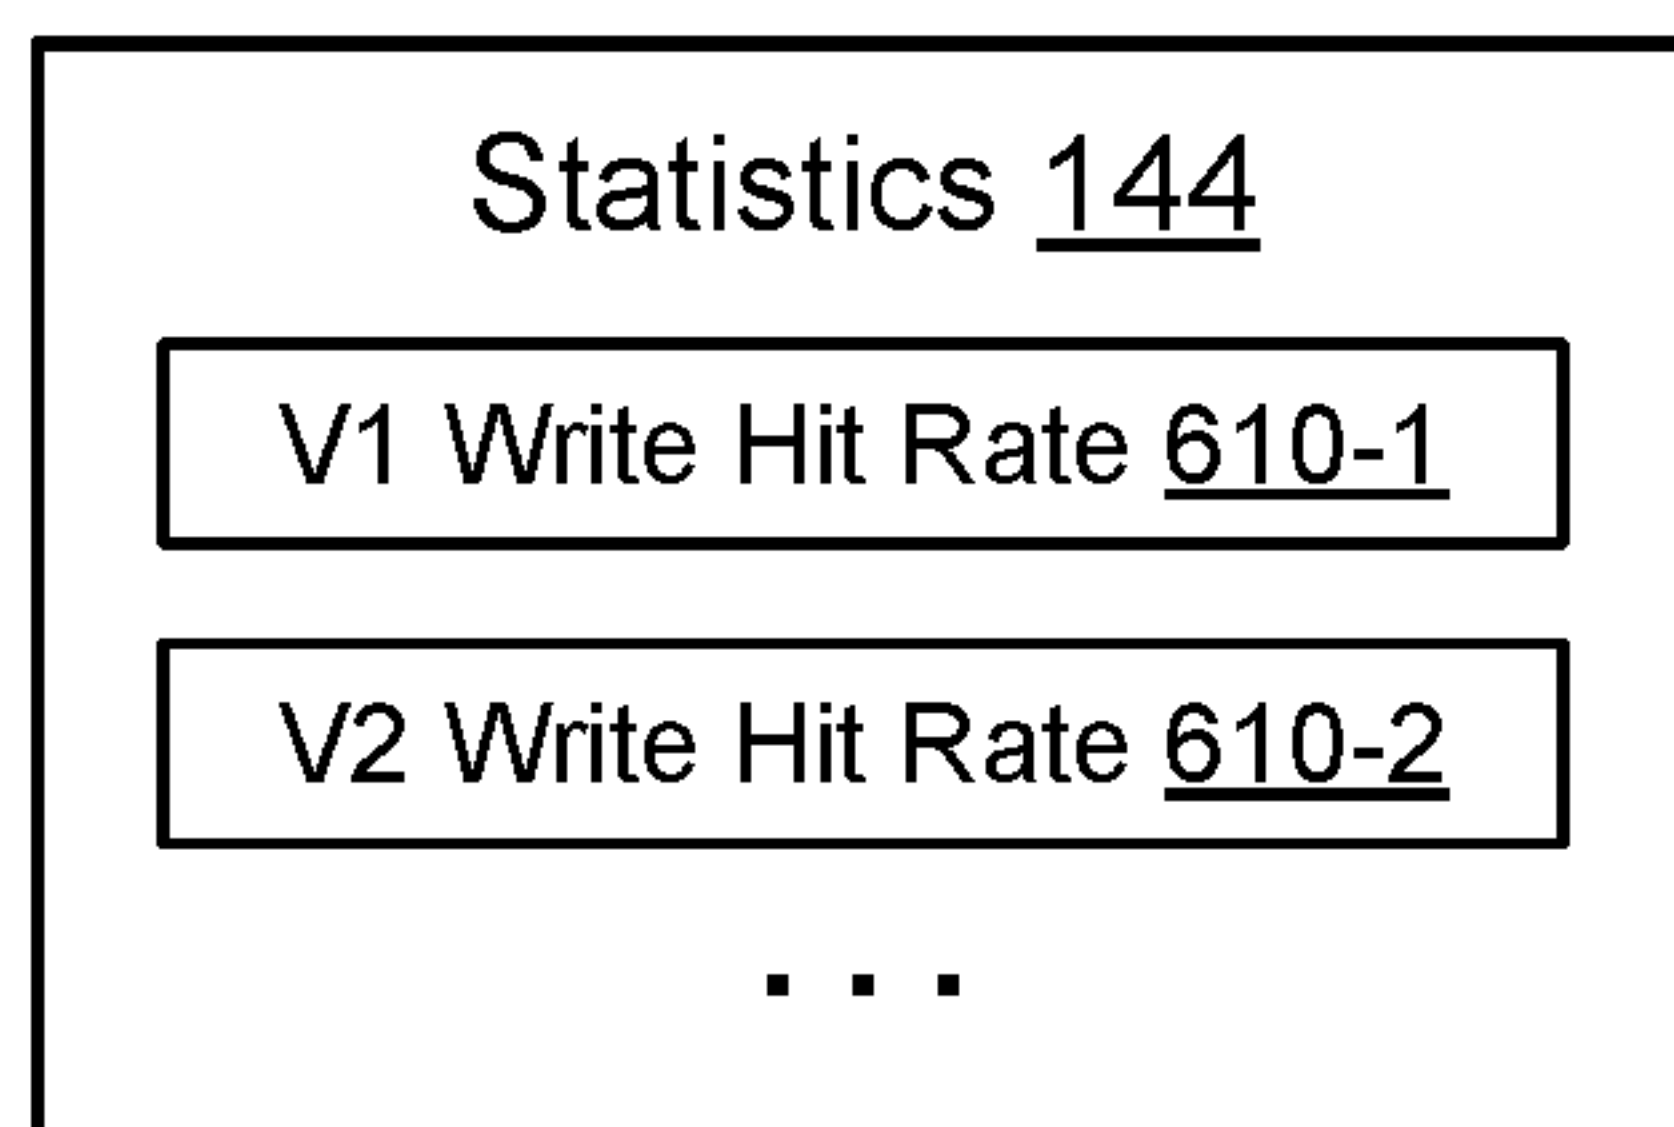 Statistics 144
V1 Write Hit Rate 610-1
V2 Write Hit Rate 610-2
. . .